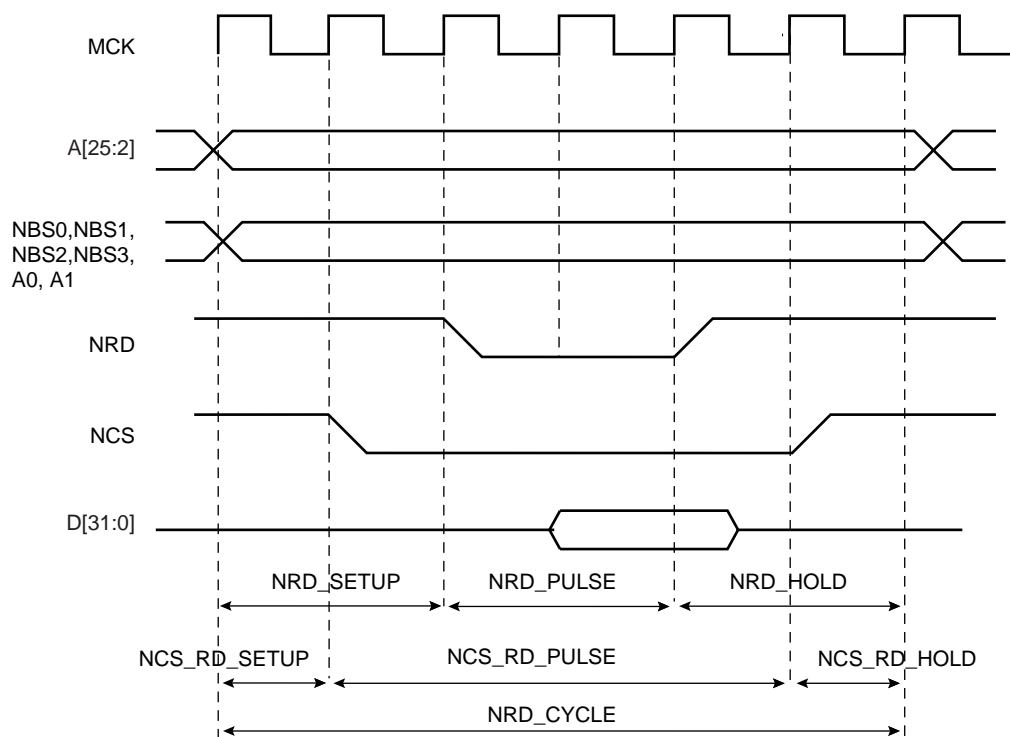 MCK
A[25:2]
NBS0,NBS1,
NBS2,NBS3,
A0, A1
NRD
NCS
D[31:0]
NRD_SETUP NRD_PULSE NRD_HOLD
NCS_RD_SETUP NCS_RD_PULSE NCS_RD_HOLD
NRD_CYCLE